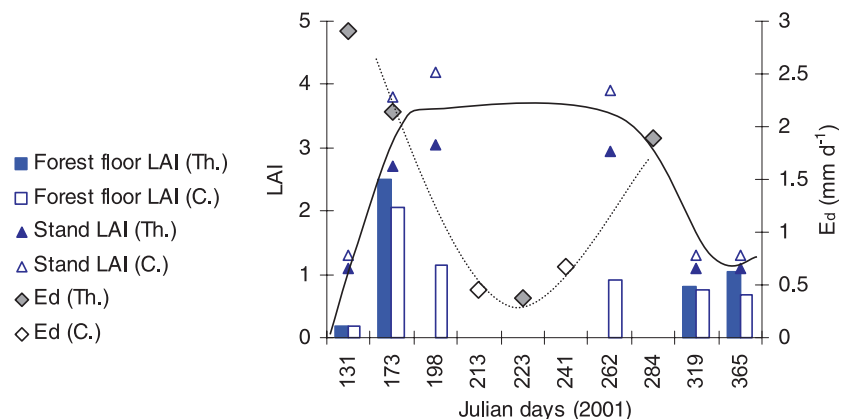 Forest floor LAI (Th.)
Forest floor LAI (C.)
Stand LAI (Th.)
Stand LAI (C.)
Ed (Th.)
Ed (C.)
LAI
5
4
3
2
1
0
3
2.5
2
1.5
1
0.5
0
Ed (mm d⁻¹)
131 173 198 213 223 241 262 284 319 365
Julian days (2001)